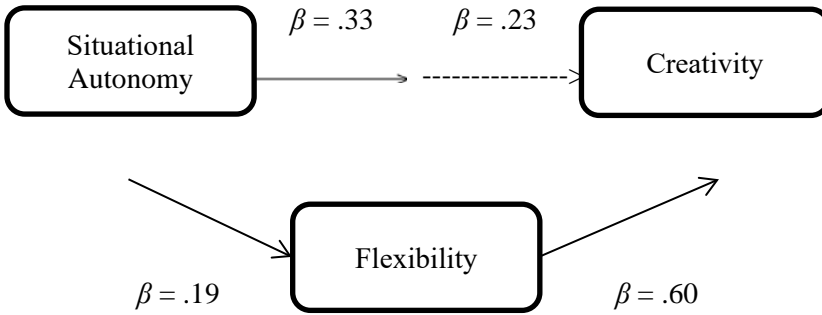 β = .33
β = .23
Situational
Autonomy
Creativity
Flexibility
β = .19
β = .60